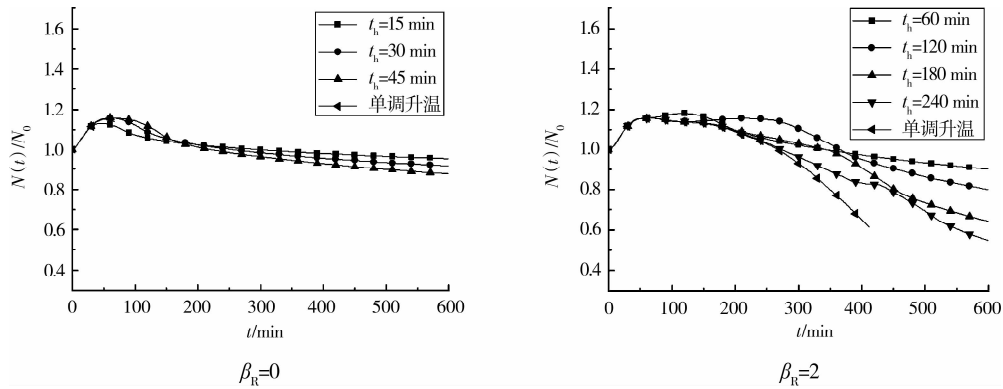 1.6
1.4
1.2
1.0
0.8
0.6
0.4
N(t)/N₀
0
100
200
300
400
500
600
t/min
t_h=15 min
t_h=30 min
t_h=45 min
单调升温
β_R=0
1.6
1.4
1.2
1.0
0.8
0.6
0.4
N(t)/N₀
0
100
200
300
400
500
600
t/min
t_h=60 min
t_h=120 min
t_h=180 min
t_h=240 min
单调升温
β_R=2